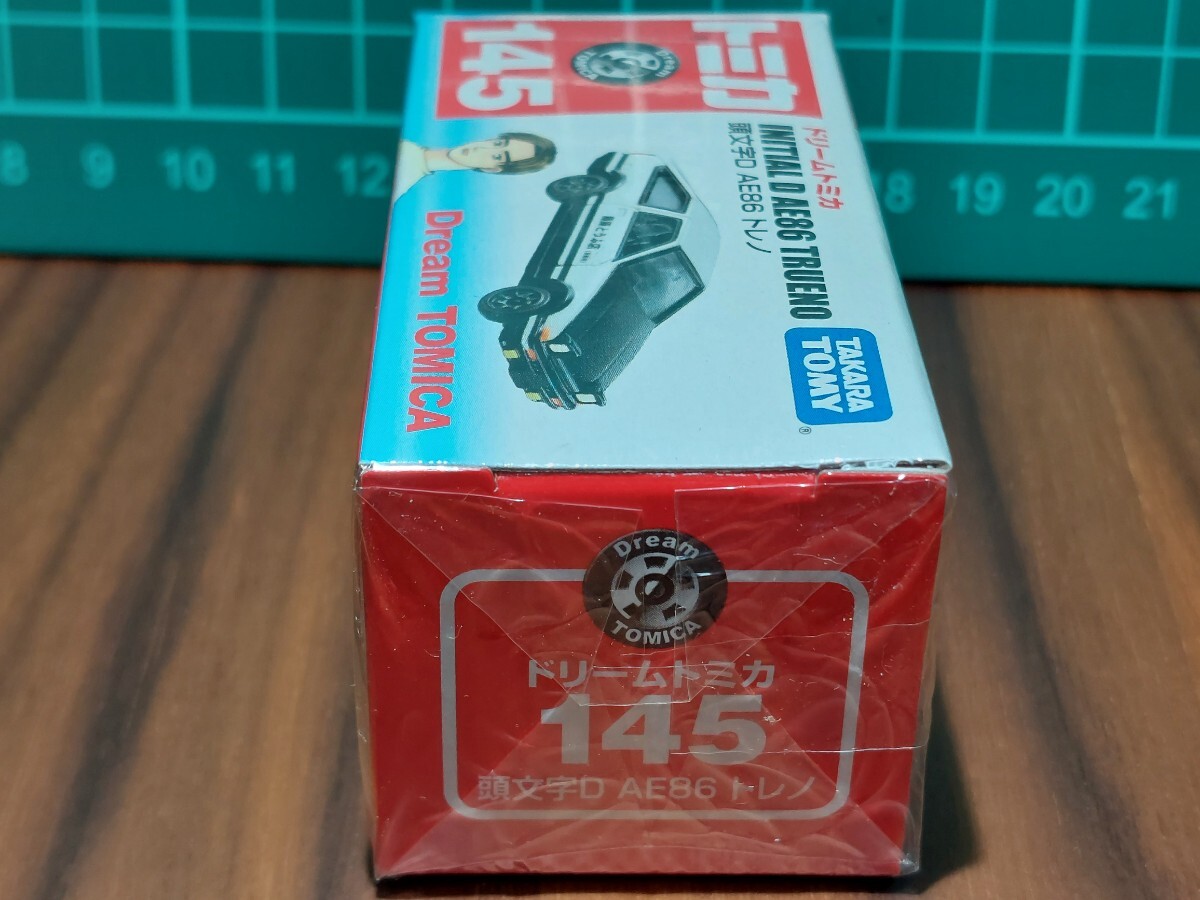 トミカ
Dream TOMICA
145
ドリームトミカ
INITIAL D AE86 TRUENO
頭文字D AE86 トレノ
TAKARA
TOMY
®
Dream TOMICA
Dream
TOMICA
ドリームトミカ
145
頭文字D AE86 トレノ
8 9 10 11 12
18 19 20 21